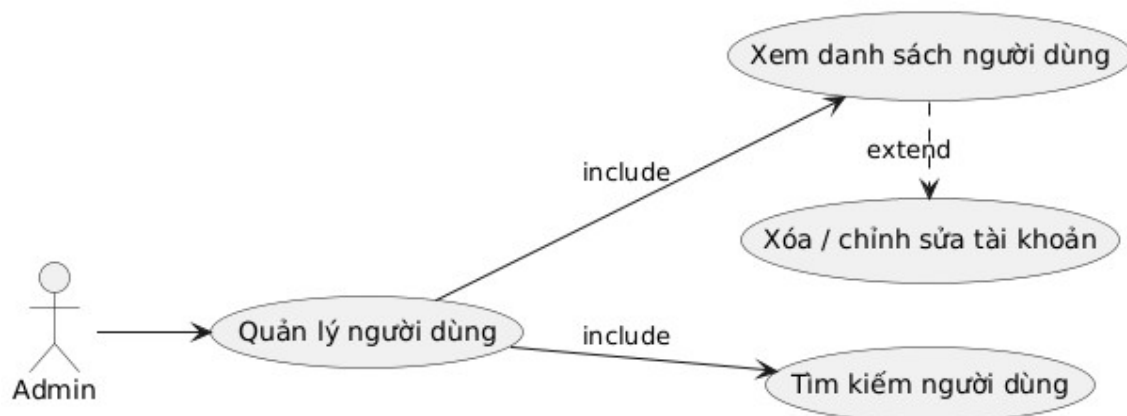 Xem danh sách người dùng
include
extend
Xóa / chỉnh sửa tài khoản
Quản lý người dùng
include
Tìm kiếm người dùng
Admin